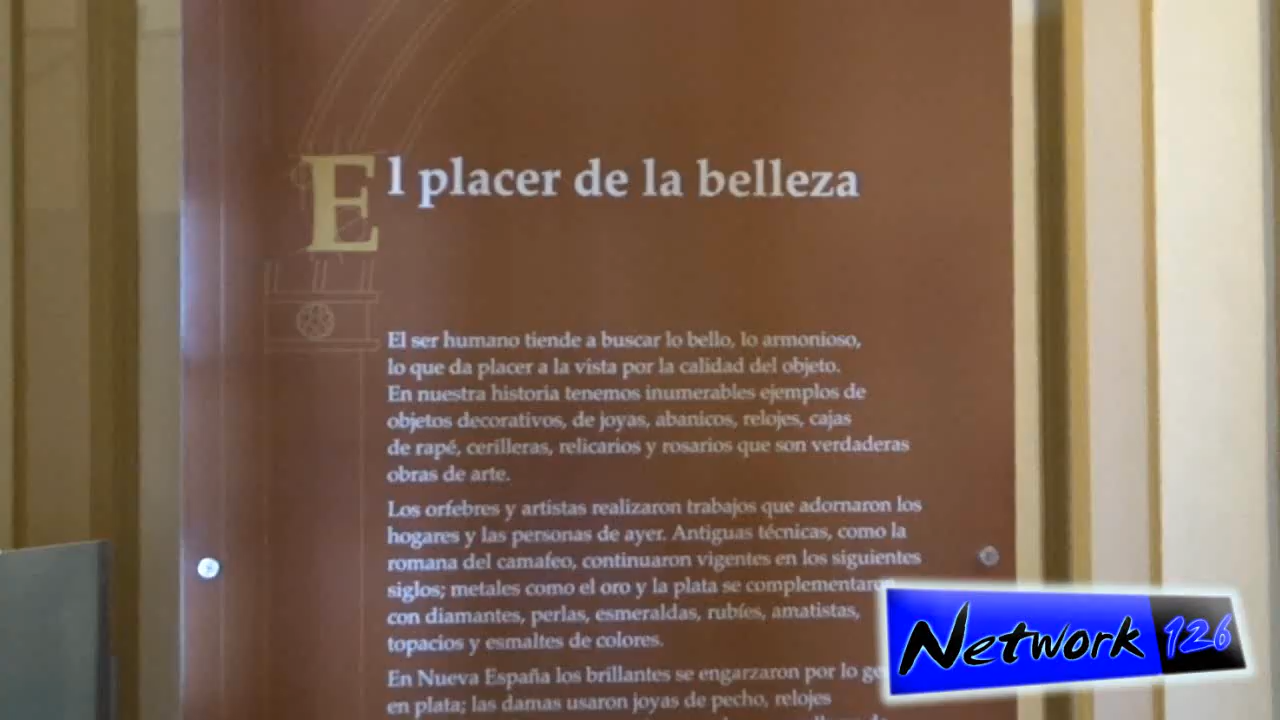 El placer de la belleza
El ser humano tiende a buscar lo bello, lo armonioso,
lo que da placer a la vista por la calidad del objeto.
En nuestra historia tenemos inumerables ejemplos de
objetos decorativos, de joyas, abanicos, relojes, cajas
de rapé, cerilleras, relicarios y rosarios que son verdaderas
obras de arte.
Los orfebres y artistas realizaron trabajos que adornaron los
hogares y las personas de ayer. Antiguas técnicas, como la
romana del camafeo, continuaron vigentes en los siguientes
siglos; metales como el oro y la plata se complementaron
con diamantes, perlas, esmeraldas, rubíes, amatistas,
topacios y esmaltes de colores.
En Nueva España los brillantes se engarzaron por lo
en plata; las damas usaron joyas de pecho, relojes
Network 126